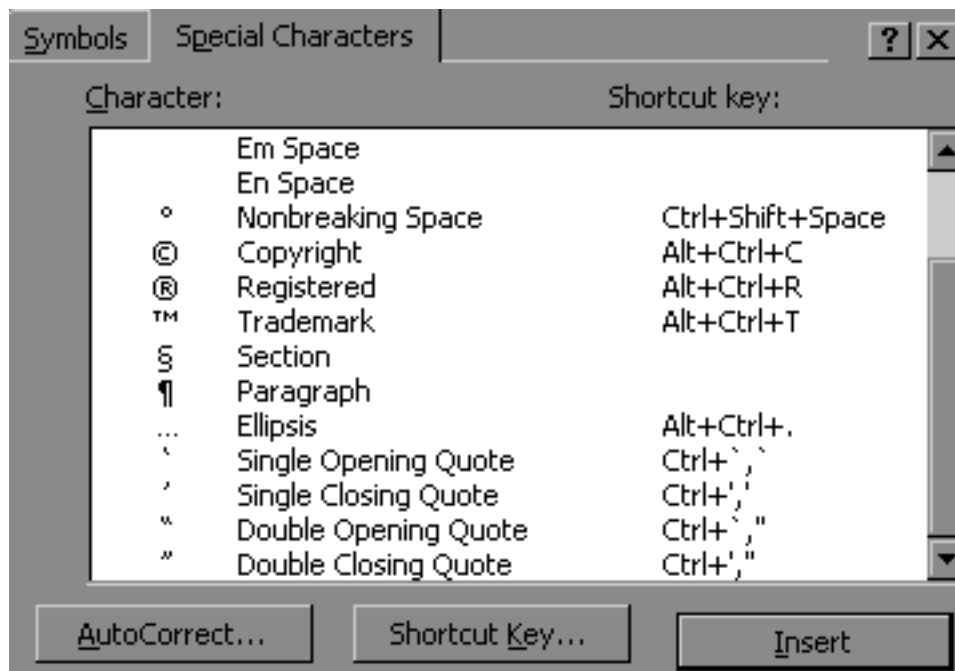 Symbols Special Characters ? ×
Character: Shortcut key:
Em Space
En Space
° Nonbreaking Space Ctrl+Shift+Space
© Copyright Alt+Ctrl+C
® Registered Alt+Ctrl+R
™ Trademark Alt+Ctrl+T
§ Section
¶ Paragraph
... Ellipsis Alt+Ctrl+.
‛ Single Opening Quote Ctrl+`,`
’ Single Closing Quote Ctrl+','
‟ Double Opening Quote Ctrl+`,"
” Double Closing Quote Ctrl+',"
AutoCorrect... Shortcut Key... Insert